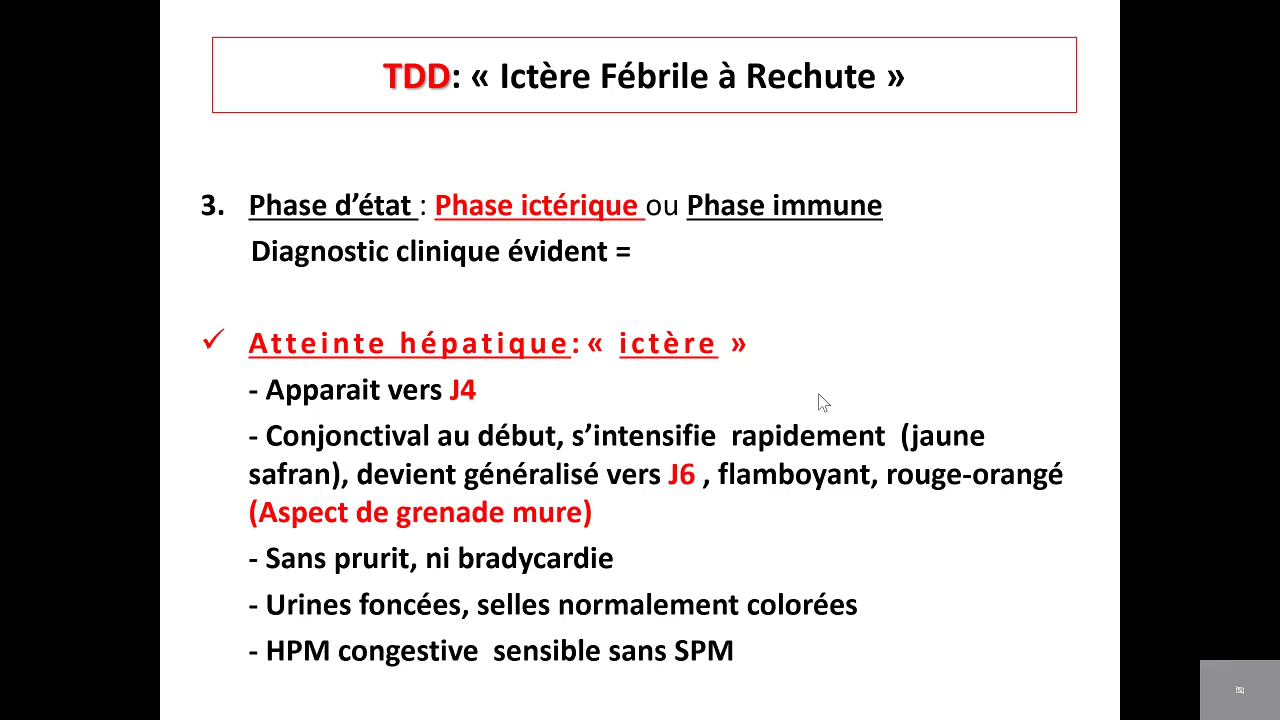 TDD: « Ictère Fébrile à Rechute »
3. Phase d’état : Phase ictérique ou Phase immune
Diagnostic clinique évident =
✓ Atteinte hépatique: « ictère »
- Apparait vers J4
- Conjonctival au début, s’intensifie rapidement (jaune
safran), devient généralisé vers J6 , flamboyant, rouge-orangé
(Aspect de grenade mure)
- Sans prurit, ni bradycardie
- Urines foncées, selles normalement colorées
- HPM congestive sensible sans SPM